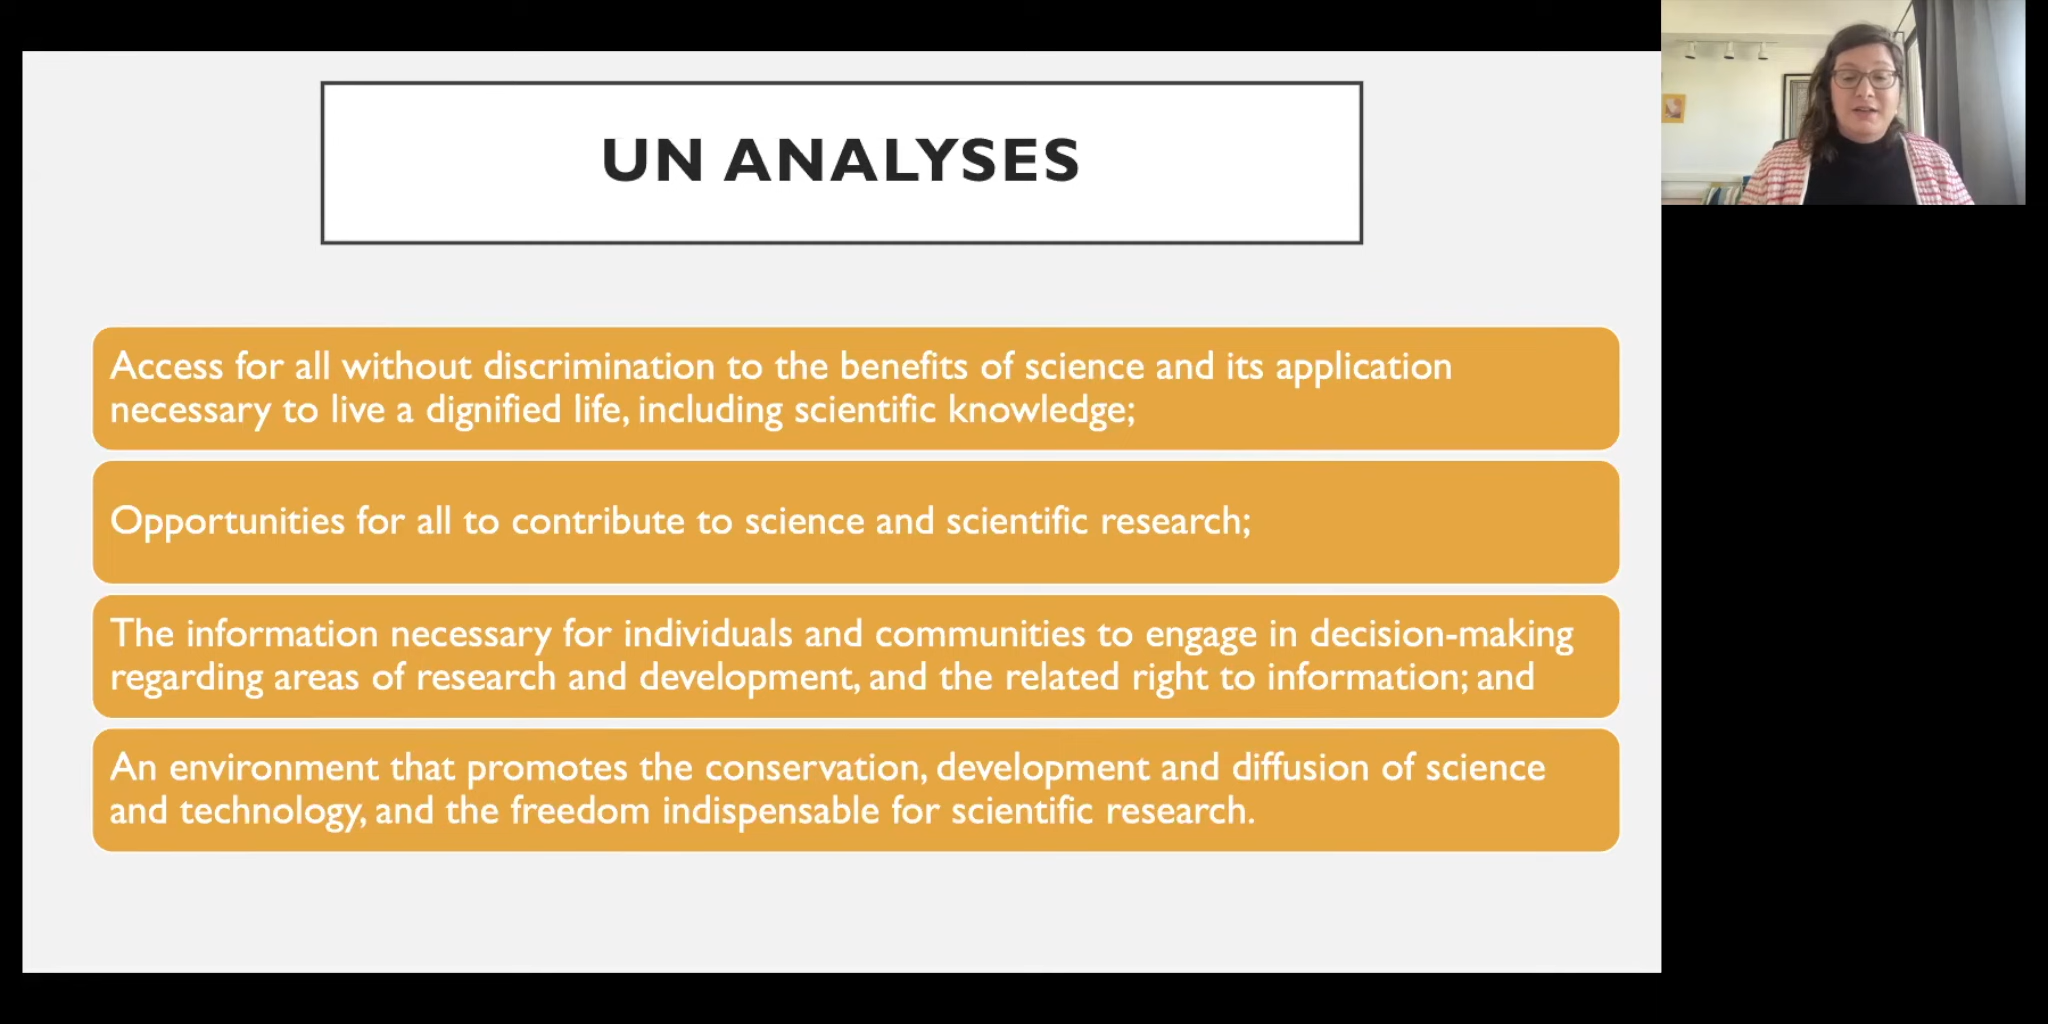 UN ANALYSES
Access for all without discrimination to the benefits of science and its application
necessary to live a dignified life, including scientific knowledge;
Opportunities for all to contribute to science and scientific research;
The information necessary for individuals and communities to engage in decision-making
regarding areas of research and development, and the related right to information; and
An environment that promotes the conservation, development and diffusion of science
and technology, and the freedom indispensable for scientific research.